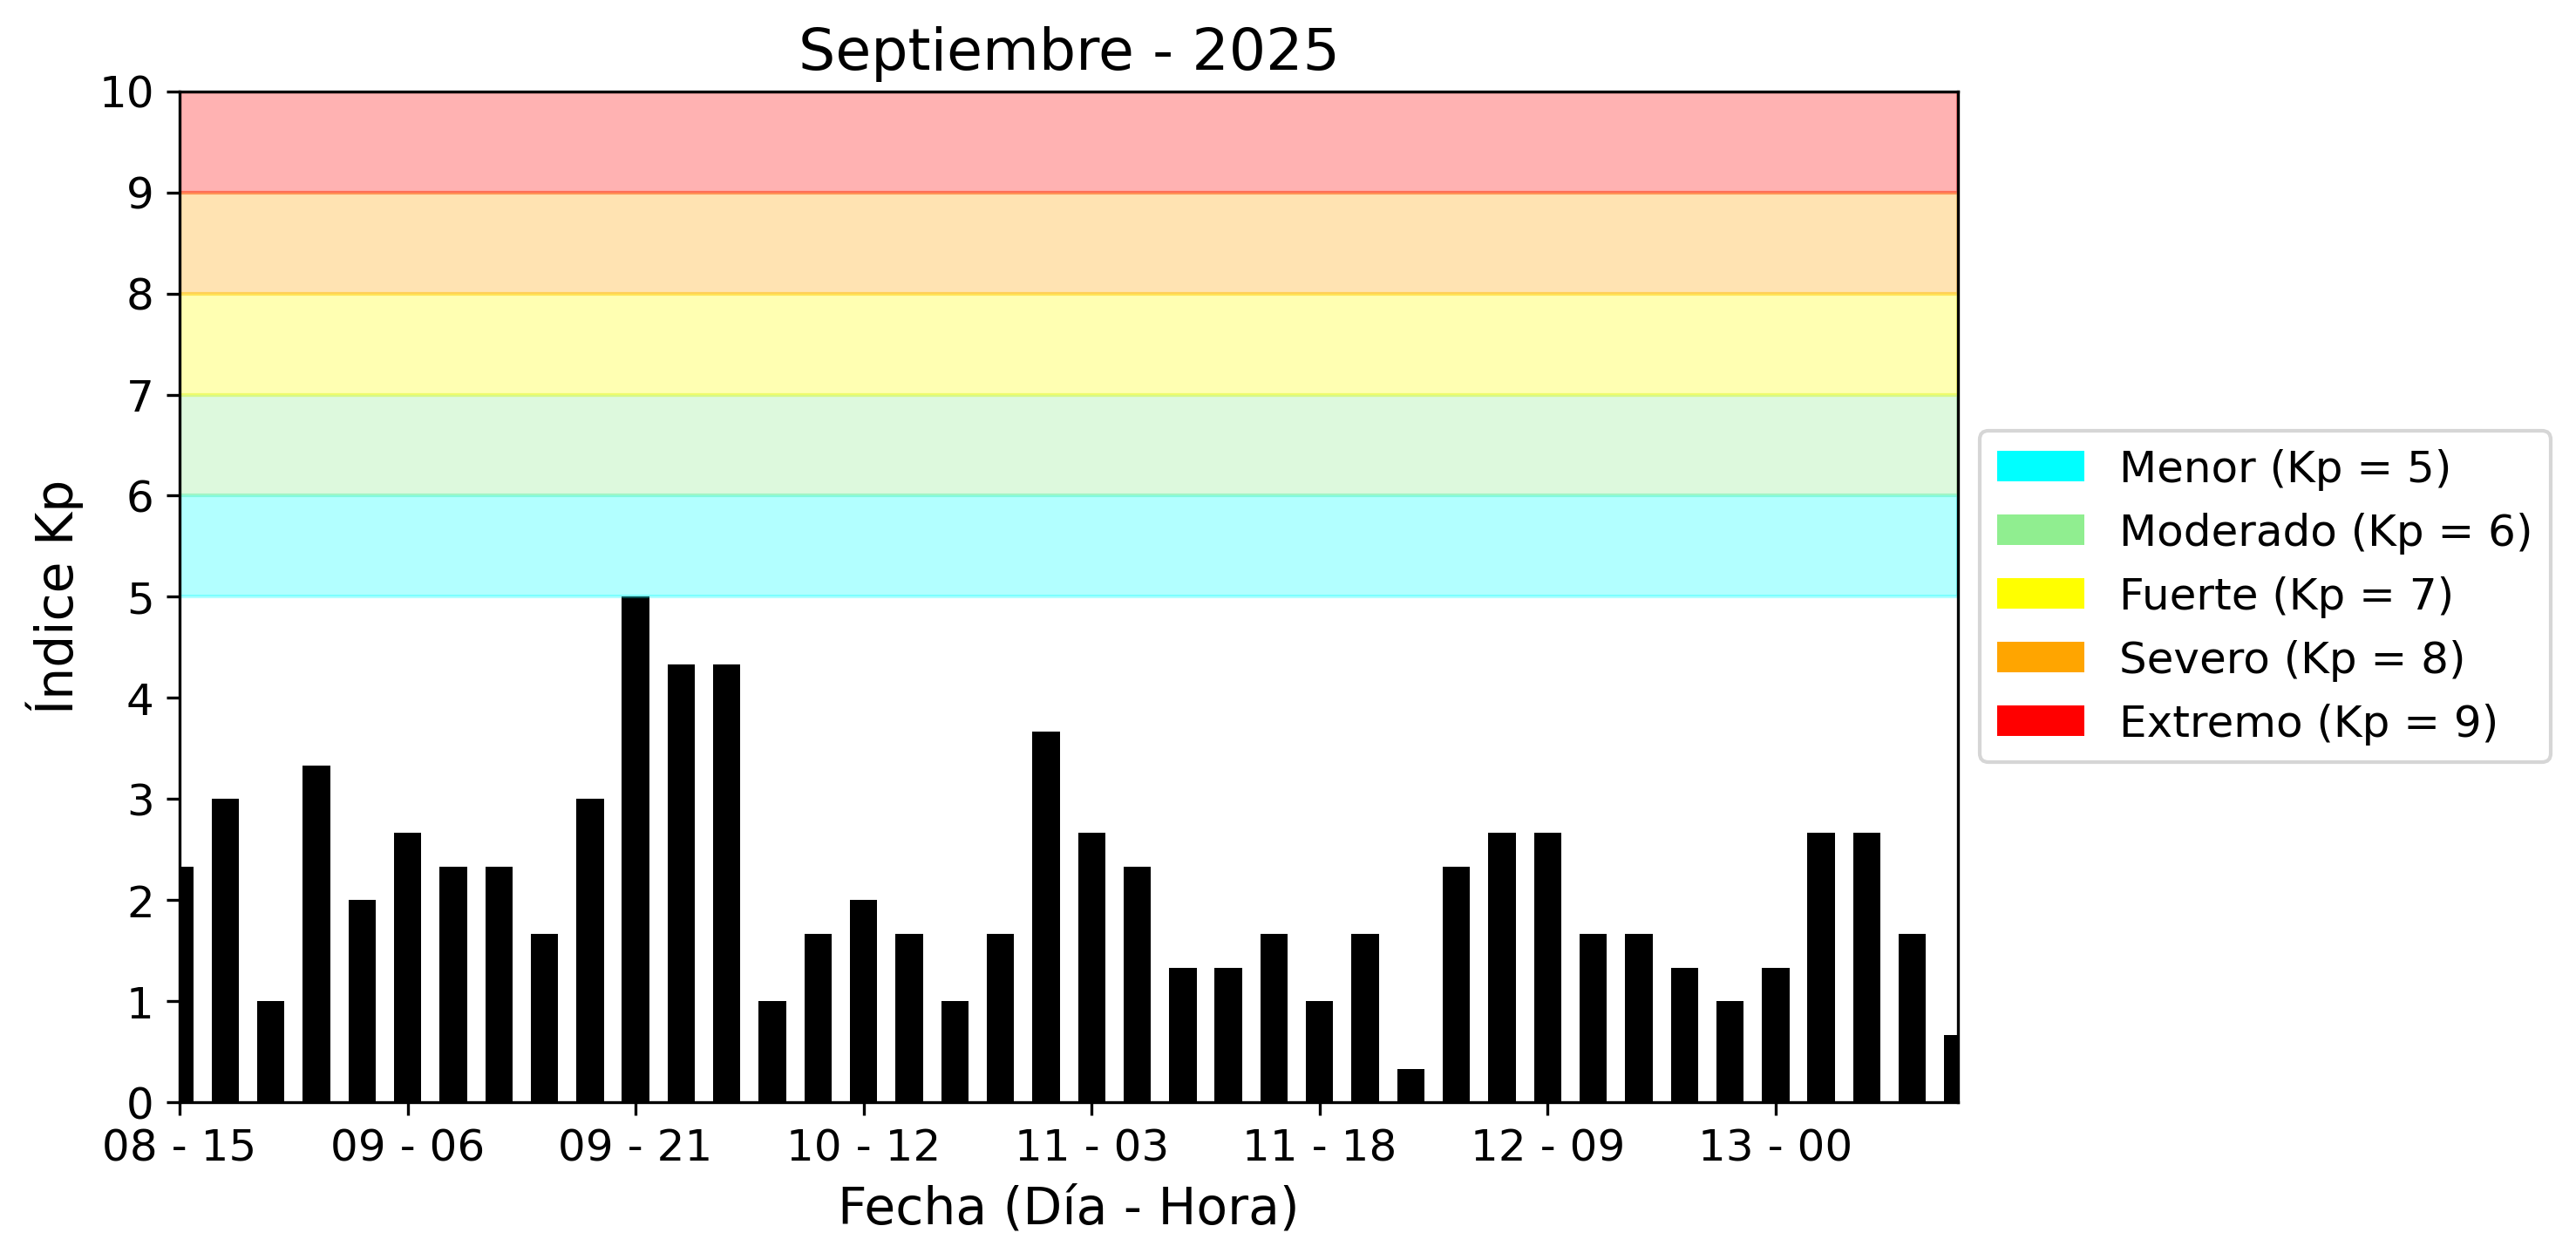 Septiembre - 2025
10
9
8
7
6
5
4
3
2
1
0
Índice Kp
08 - 15
09 - 06
09 - 21
10 - 12
11 - 03
11 - 18
12 - 09
13 - 00
Fecha (Día - Hora)
Menor (Kp = 5)
Moderado (Kp = 6)
Fuerte (Kp = 7)
Severo (Kp = 8)
Extremo (Kp = 9)